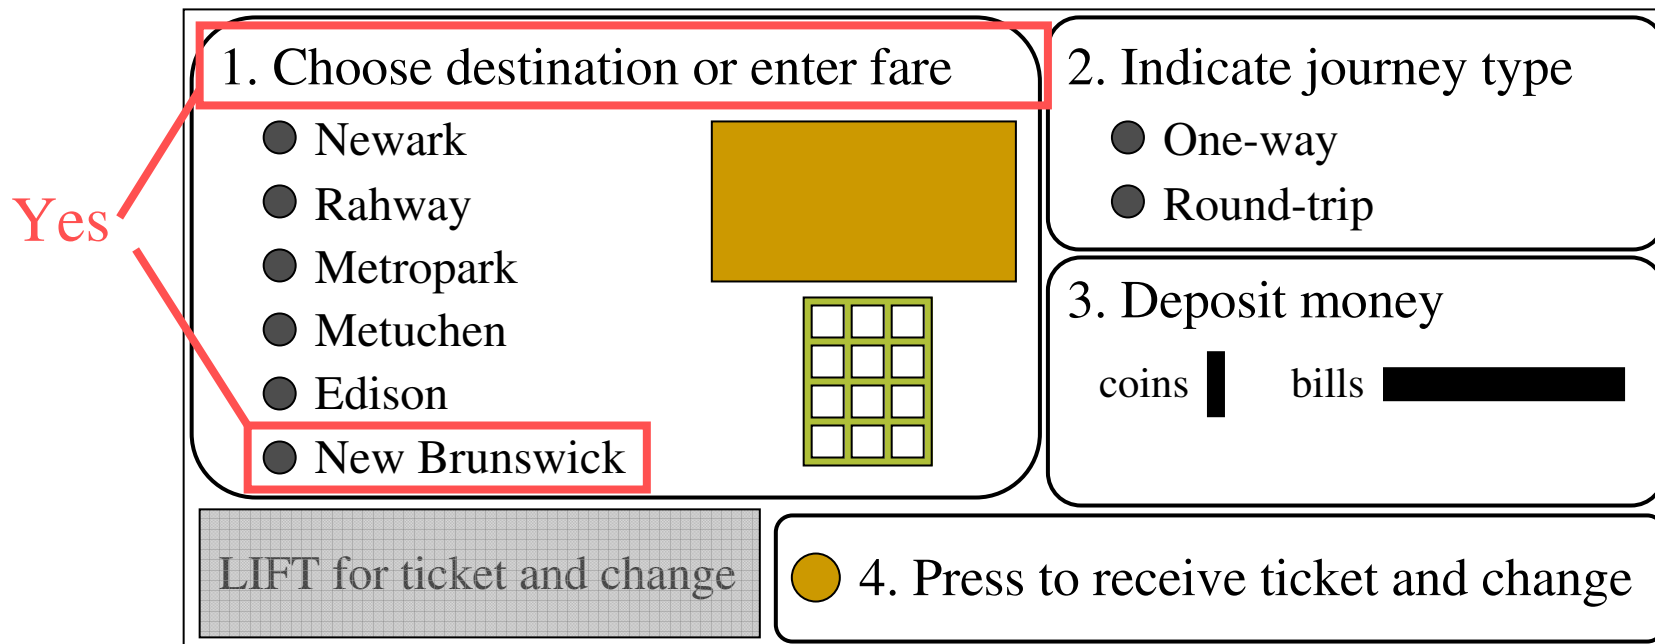 1. Choose destination or enter fare
Newark
Rahway
Metropark
Metuchen
Edison
New Brunswick
Yes
2. Indicate journey type
One-way
Round-trip
3. Deposit money
coins bills
LIFT for ticket and change
4. Press to receive ticket and change